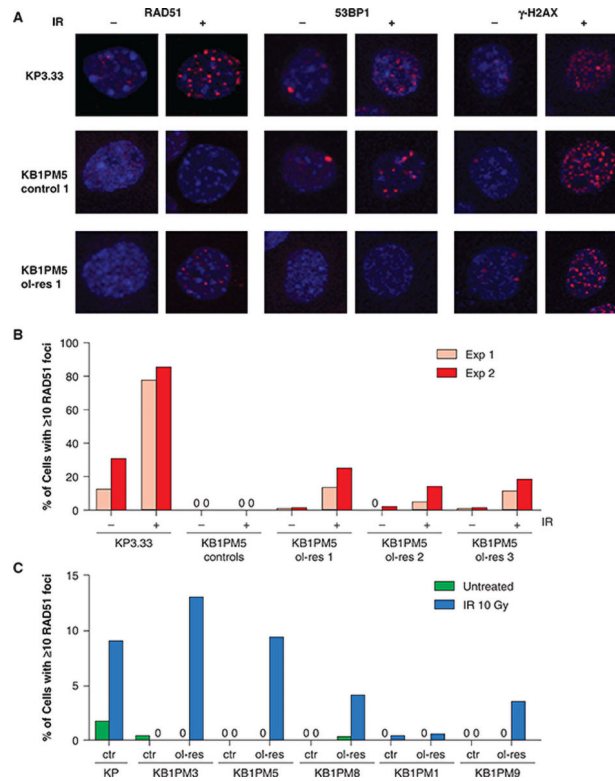 A
RAD51 53BP1 γ-H2AX
IR – + – + – +
KP3.33
KB1PM5
control 1
KB1PM5
ol-res 1
B
% of Cells with ≥10 RAD51 foci
100
80
60
40
20
0
Exp 1
Exp 2
0 0 0 0 0
– + – + – + – + – + IR
KP3.33 KB1PM5 KB1PM5 KB1PM5 KB1PM5
controls ol-res 1 ol-res 2 ol-res 3
C
% of Cells with ≥10 RAD51 foci
15
10
5
0
Untreated
IR 10 Gy
0 0 0 0 0 0 0 0 0 0 0 0
ctr ctr ol-res ctr ol-res ctr ol-res ctr ol-res ctr ol-res
KP KB1PM3 KB1PM5 KB1PM8 KB1PM1